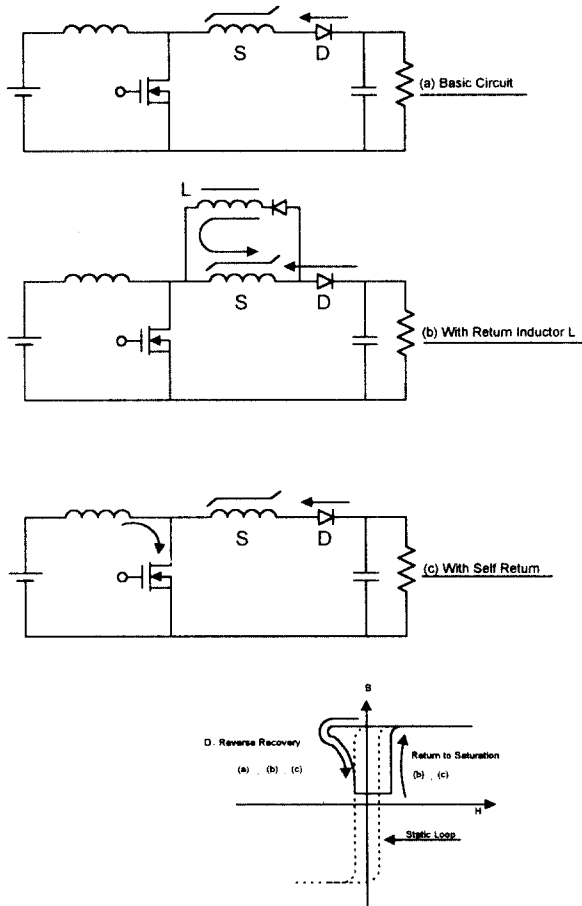 S
D
(a) Basic Circuit
L
S
D
(b) With Return Inductor L
S
D
(c) With Self Return
B
D. Reverse Recovery
(a) . (b) . (c)
Return to Saturation
(b) . (c)
H
Static Loop